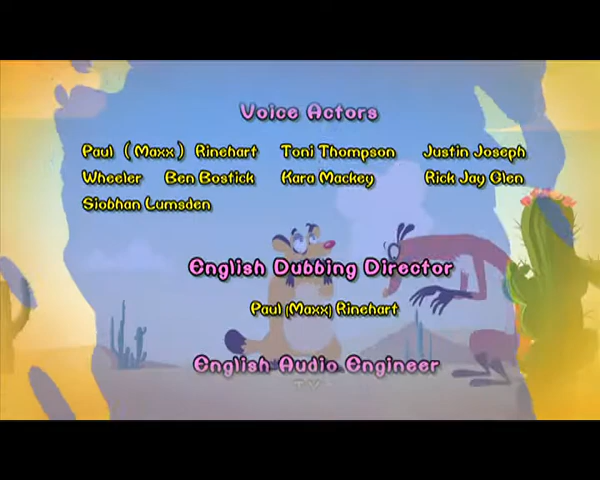 Voice Actors
Paul (Maxx) Rinehart Toni Thompson Justin Joseph
Wheeler Ben Bostick Kara Mackey Rick Jay Glen
Siobhan Lumsden
English Dubbing Director
Paul (Maxx) Rinehart
English Audio Engineer